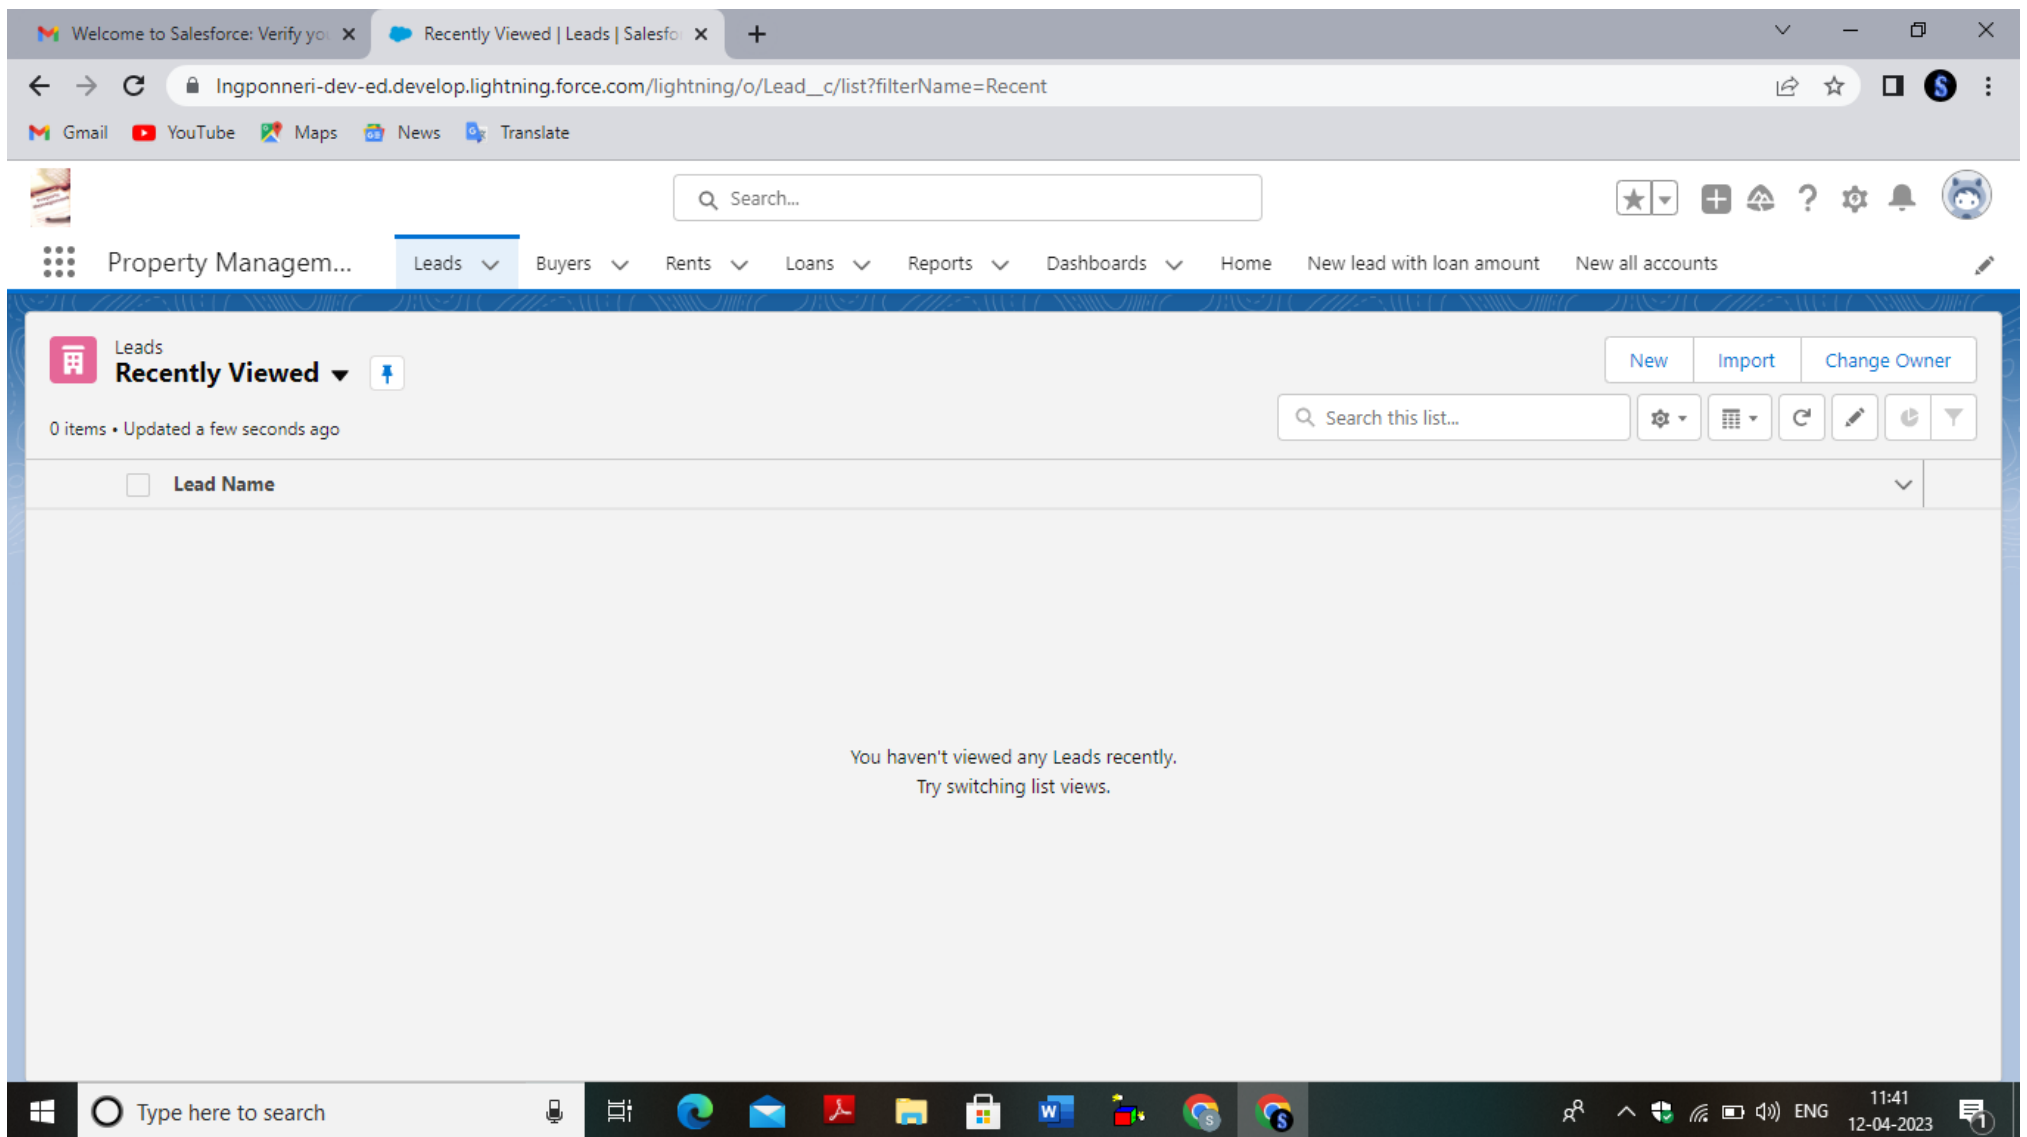 Welcome to Salesforce: Verify yo
Recently Viewed | Leads | Salesfo
lngponneri-dev-ed.develop.lightning.force.com/lightning/o/Lead__c/list?filterName=Recent
Gmail YouTube Maps News Translate
Search...
Property Managem... Leads Buyers Rents Loans Reports Dashboards Home New lead with loan amount New all accounts
Leads
Recently Viewed
New Import Change Owner
0 items • Updated a few seconds ago
Search this list...
Lead Name
You haven't viewed any Leads recently.
Try switching list views.
Type here to search
ENG
11:41
12-04-2023
1